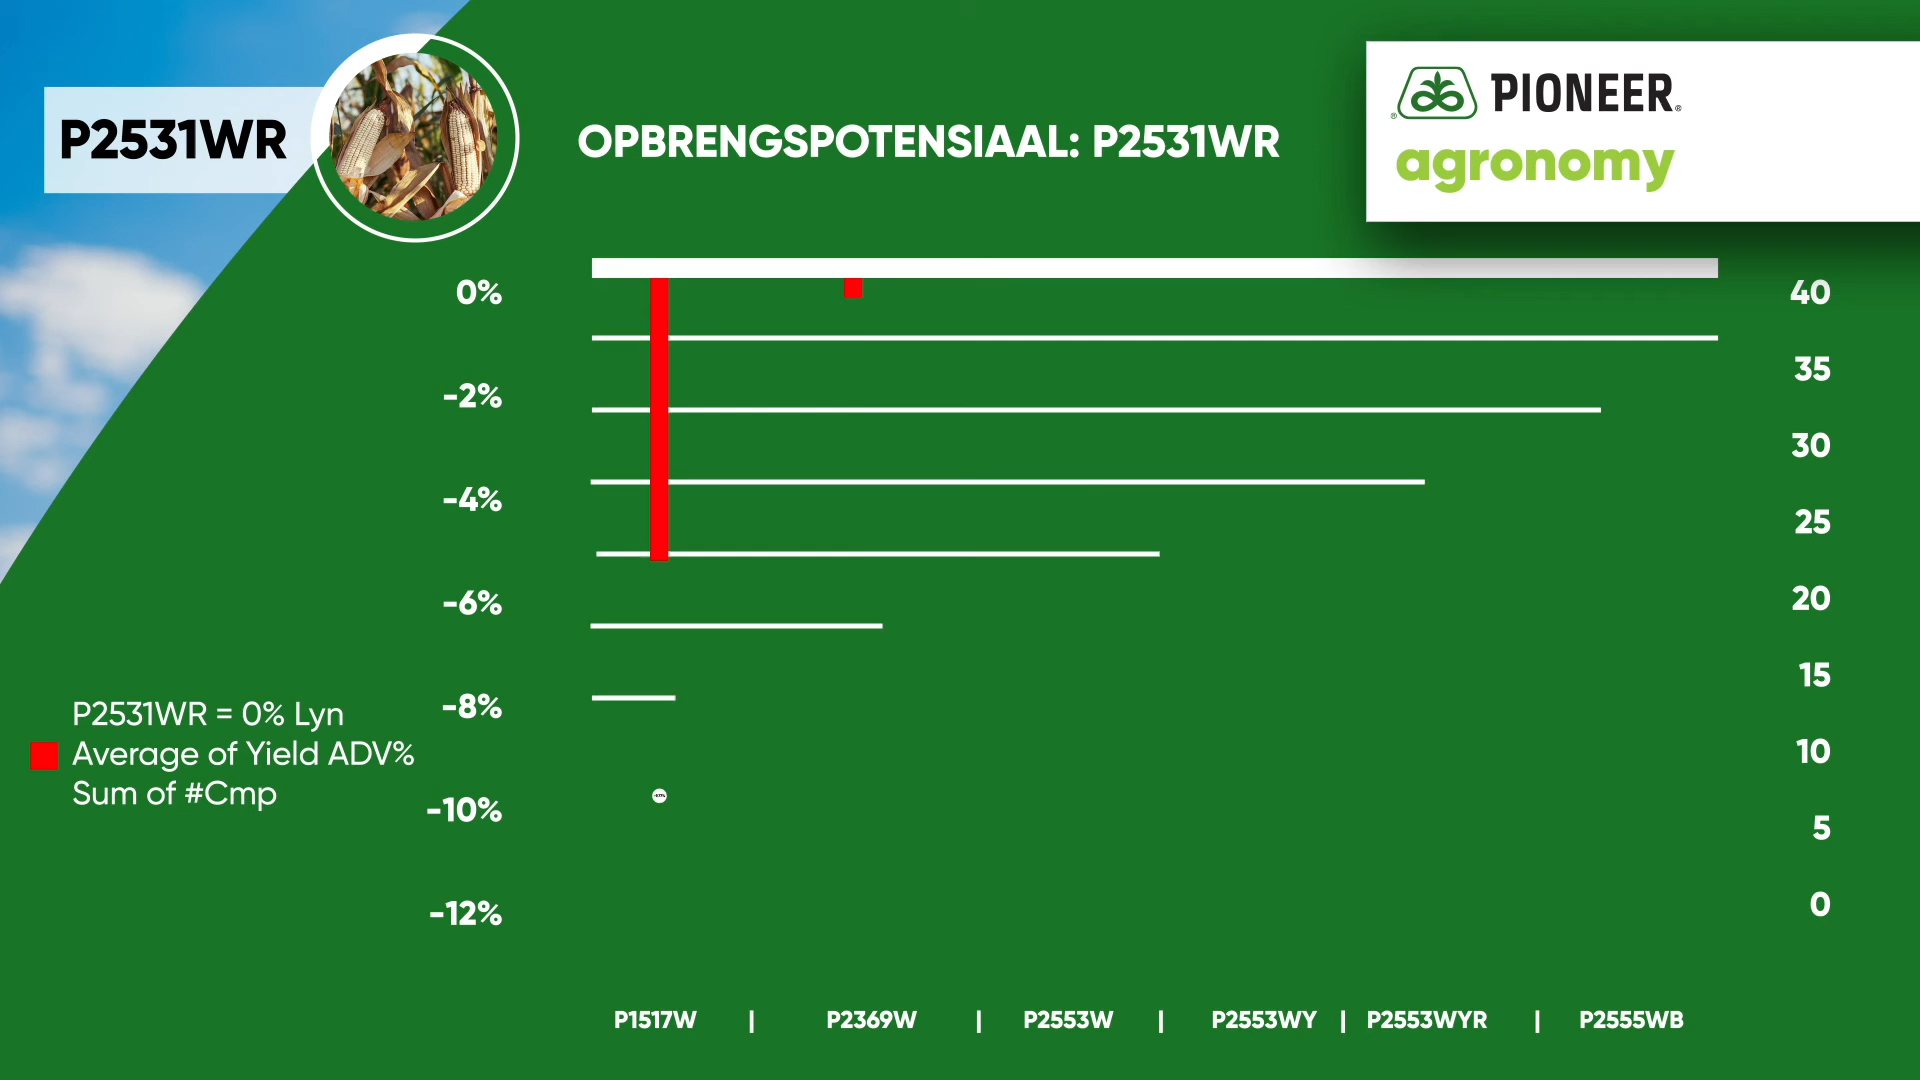 P2531WR
OPBRENGSPOTENSIAAL: P2531WR
PIONEER®
agronomy
0%
-2%
-4%
-6%
-8%
-10%
-12%
40
35
30
25
20
15
10
5
0
P2531WR = 0% Lyn
Average of Yield ADV%
Sum of #Cmp
P1517W | P2369W | P2553W | P2553WY | P2553WYR | P2555WB